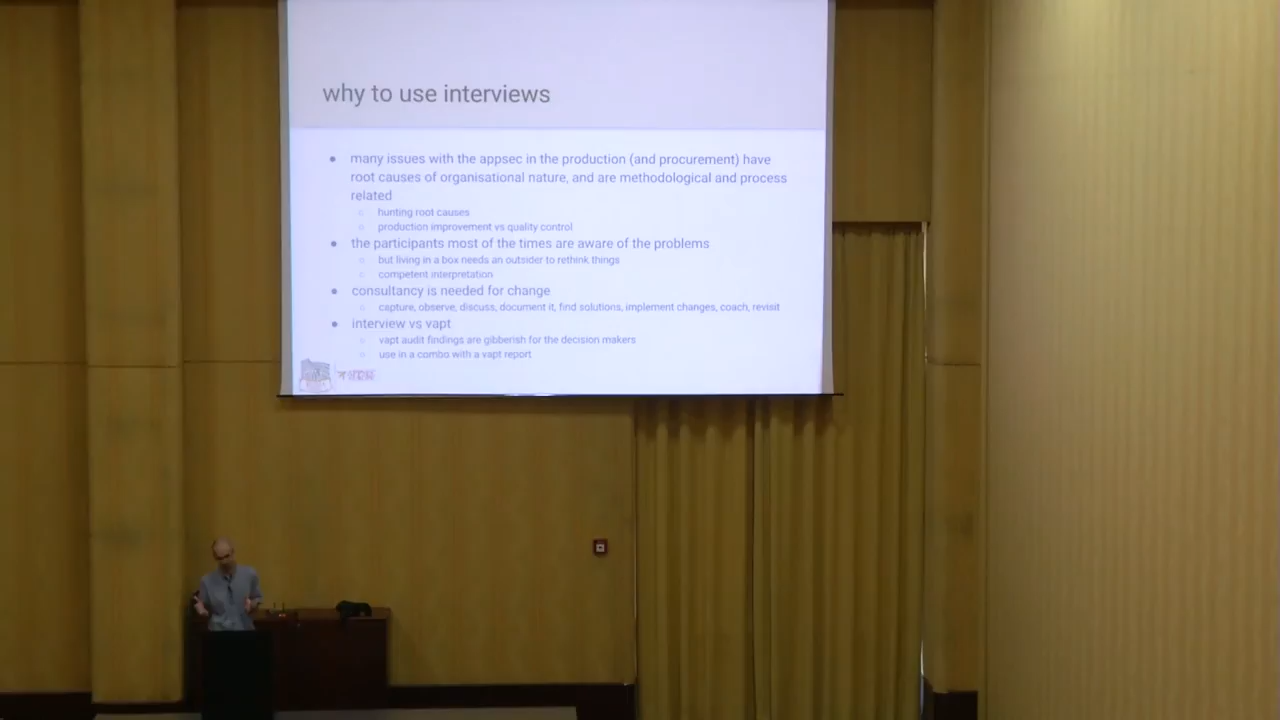 why to use interviews
many issues with the appsec in the production (and procurement) have
root causes of organisational nature, and are methodological and process
related
hunting root causes
production improvement vs quality control
the participants most of the times are aware of the problems
but living in a box needs an outsider to rethink things
competent interpretation
consultancy is needed for change
capture, observe, discuss, document it, find solutions, implement changes, coach, revisit
interview vs vapt
vapt audit findings are gibberish for the decision makers
use in a combo with a vapt report